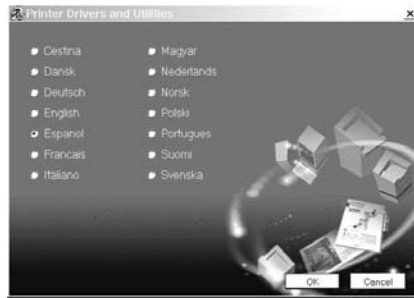 Printer Drivers and Utilities
Cestina
Dansk
Deutsch
English
Espanol
Francais
Italiano
Magyar
Nederlands
Norsk
Polski
Portugues
Suomi
Svenska
OK
Cancel